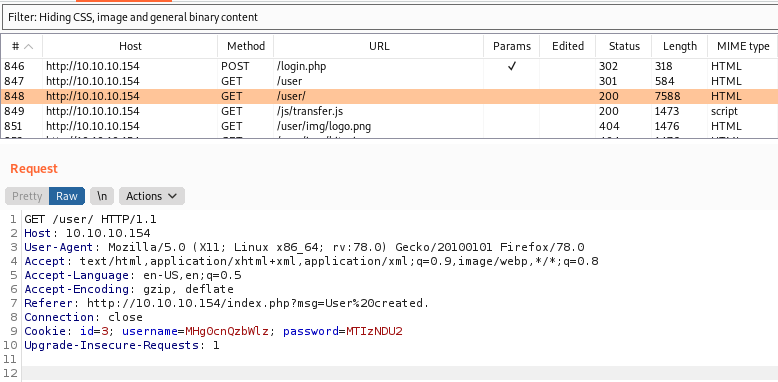 Filter: Hiding CSS, image and general binary content
# Host Method URL Params Edited Status Length MIME type
846 http://10.10.10.154 POST /login.php ✓ 302 318 HTML
847 http://10.10.10.154 GET /user 301 584 HTML
848 http://10.10.10.154 GET /user/ 200 7588 HTML
849 http://10.10.10.154 GET /js/transfer.js 200 1473 script
851 http://10.10.10.154 GET /user/img/logo.png 404 1476 HTML
Request
Pretty Raw \n Actions
1 GET /user/ HTTP/1.1
2 Host: 10.10.10.154
3 User-Agent: Mozilla/5.0 (X11; Linux x86_64; rv:78.0) Gecko/20100101 Firefox/78.0
4 Accept: text/html,application/xhtml+xml,application/xml;q=0.9,image/webp,*/*;q=0.8
5 Accept-Language: en-US,en;q=0.5
6 Accept-Encoding: gzip, deflate
7 Referer: http://10.10.10.154/index.php?msg=User%20created.
8 Connection: close
9 Cookie: id=3; username=MHg0cnQzbWlz; password=MTIzNDU2
10 Upgrade-Insecure-Requests: 1
11
12